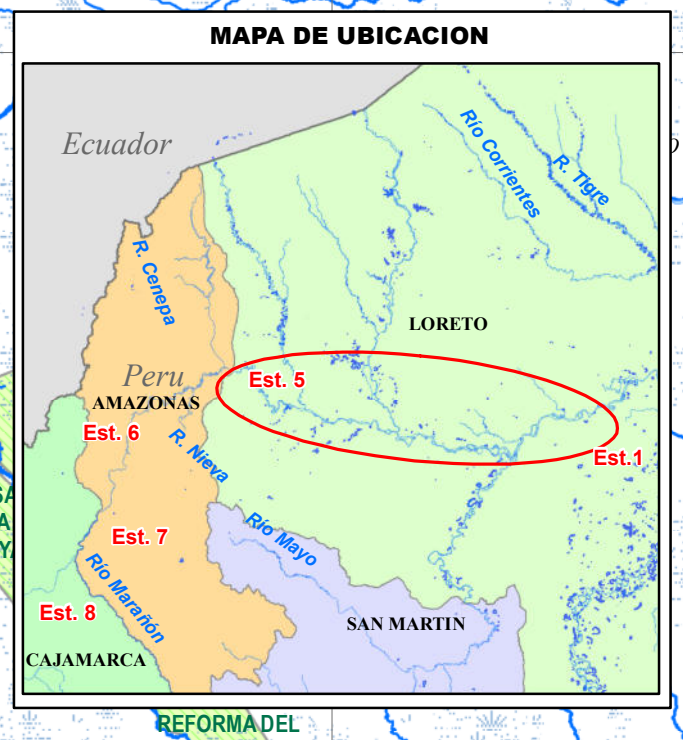 MAPA DE UBICACION
Ecuador
Río Corrientes
R. Tigre
R. Cenepa
LORETO
Peru
Est. 5
AMAZONAS
Est. 6
R. Nieva
Est.1
Est. 7
Río Mayo
Río Marañón
Est. 8
SAN MARTIN
CAJAMARCA
REFORMA DEL